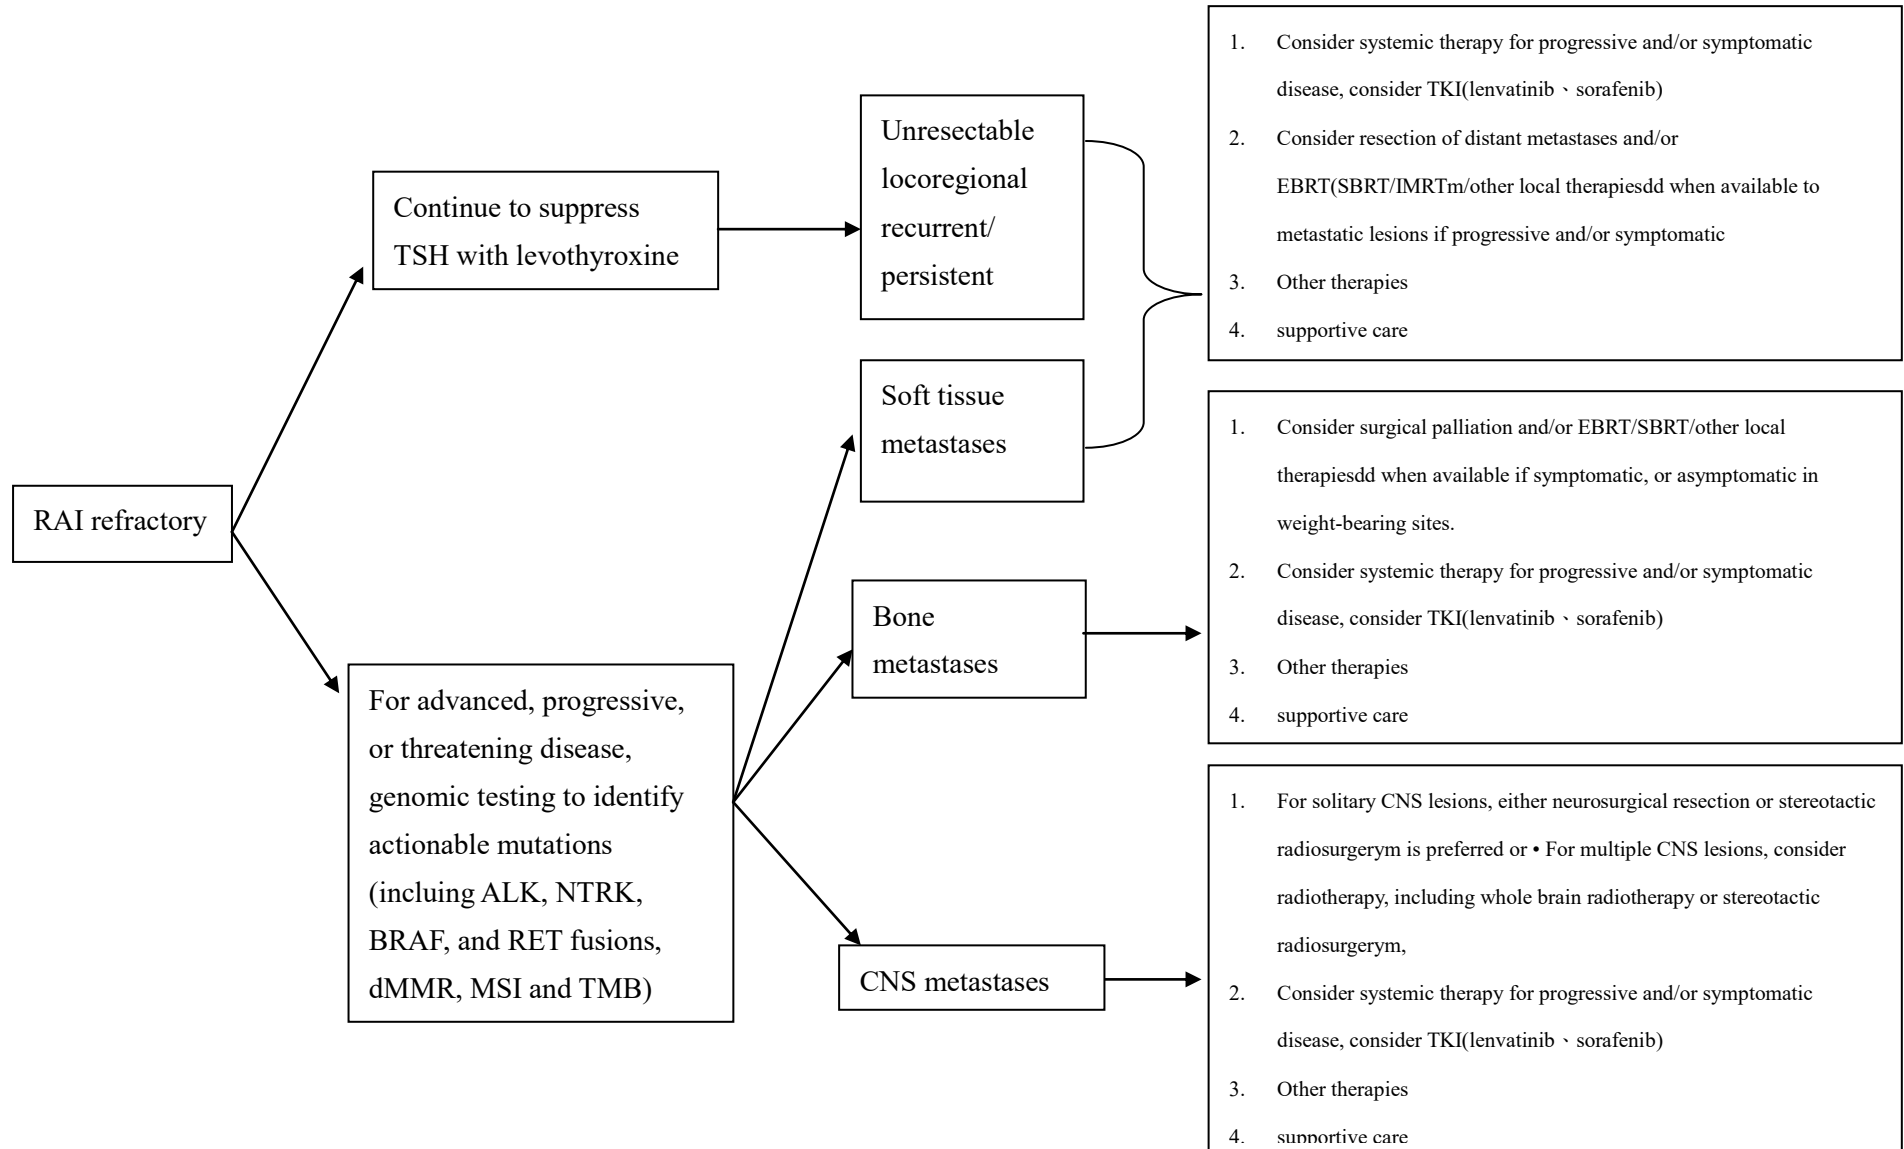 RAI refractory
Continue to suppress
TSH with levothyroxine
For advanced, progressive,
or threatening disease,
genomic testing to identify
actionable mutations
(incluing ALK, NTRK,
BRAF, and RET fusions,
dMMR, MSI and TMB)
Unresectable
locoregional
recurrent/
persistent
Soft tissue
metastases
Bone
metastases
CNS metastases
1. Consider systemic therapy for progressive and/or symptomatic
disease, consider TKI(lenvatinib、sorafenib)
2. Consider resection of distant metastases and/or
EBRT(SBRT/IMRTm/other local therapiesdd when available to
metastatic lesions if progressive and/or symptomatic
3. Other therapies
4. supportive care
1. Consider surgical palliation and/or EBRT/SBRT/other local
therapiesdd when available if symptomatic, or asymptomatic in
weight-bearing sites.
2. Consider systemic therapy for progressive and/or symptomatic
disease, consider TKI(lenvatinib、sorafenib)
3. Other therapies
4. supportive care
1. For solitary CNS lesions, either neurosurgical resection or stereotactic
radiosurgerym is preferred or • For multiple CNS lesions, consider
radiotherapy, including whole brain radiotherapy or stereotactic
radiosurgerym,
2. Consider systemic therapy for progressive and/or symptomatic
disease, consider TKI(lenvatinib、sorafenib)
3. Other therapies
4. supportive care